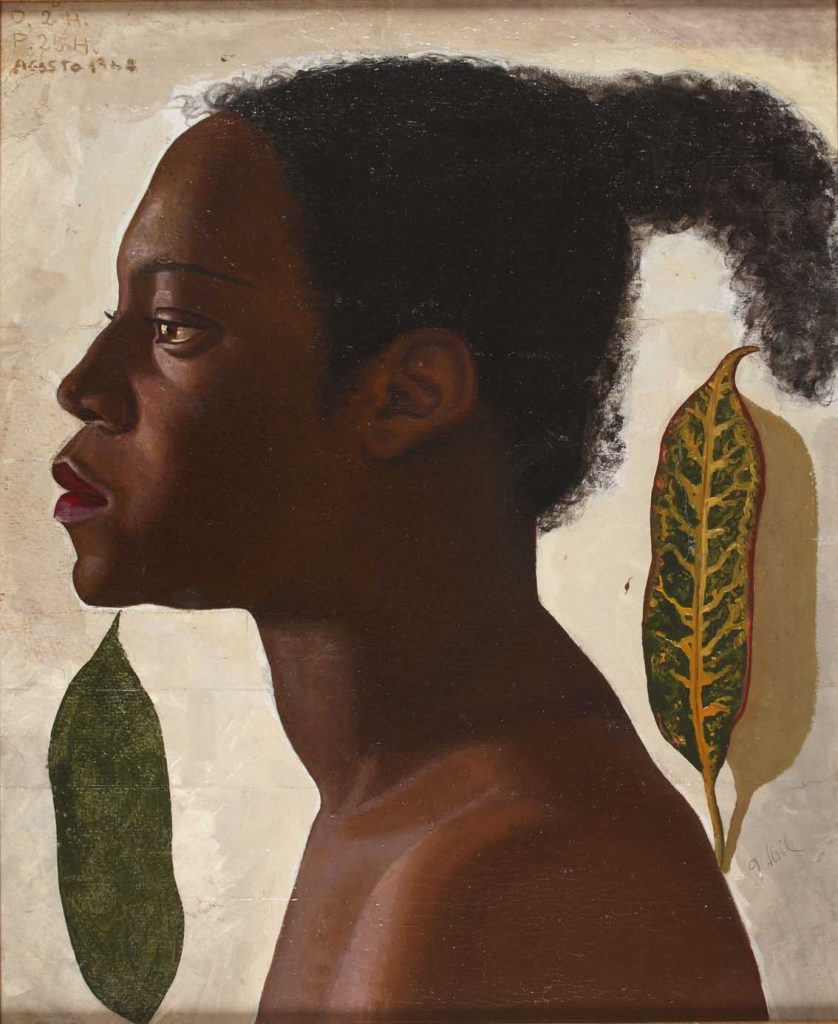 D. 2 H.
P. 25 H.
AGOSTO 1948